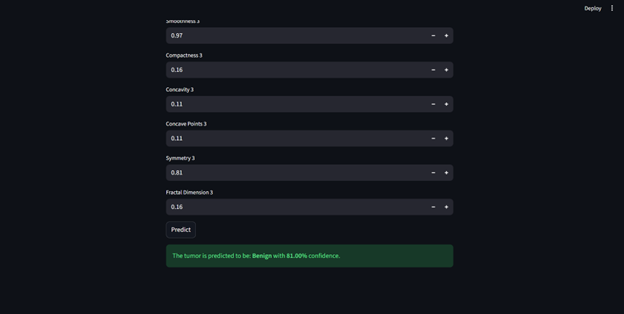 Deploy
Smoothness 3
0.97
Compactness 3
0.16
Concavity 3
0.11
Concave Points 3
0.11
Symmetry 3
0.81
Fractal Dimension 3
0.16
Predict
The tumor is predicted to be: Benign with 81.00% confidence.